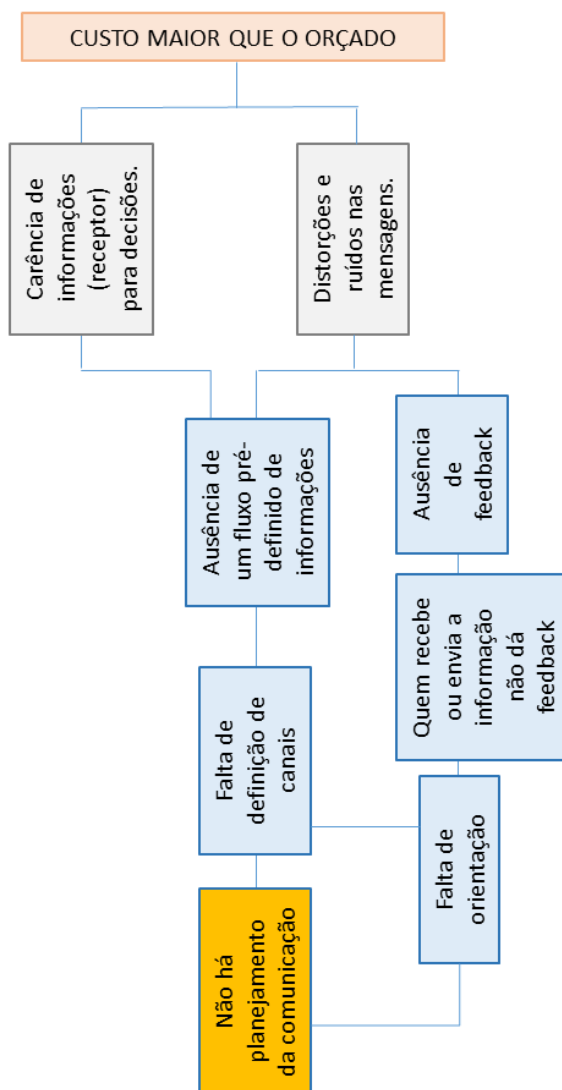 CUSTO MAIOR QUE O ORÇADO
Carência de
informações
(receptor)
para decisões.
Distorções e
ruídos nas
mensagens.
Ausência de
um fluxo pré-
definido de
informações
Ausência
de
feedback
Falta de
definição de
canais
Quem recebe
ou envia a
informação
não dá
feedback
Não há
planejamento
da comunicação
Falta de
orientação